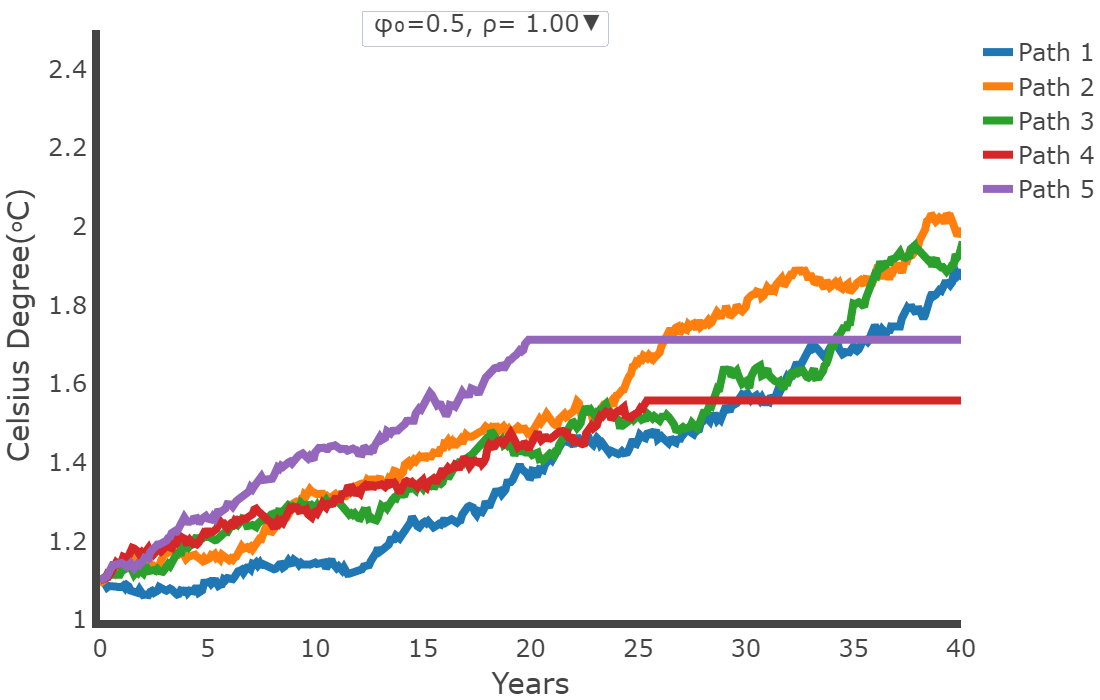 φ₀=0.5, ρ= 1.00▼
Path 1
Path 2
Path 3
Path 4
Path 5
2.4
2.2
2
1.8
1.6
1.4
1.2
1
Celsius Degree(ᵒC)
0 5 10 15 20 25 30 35 40
Years